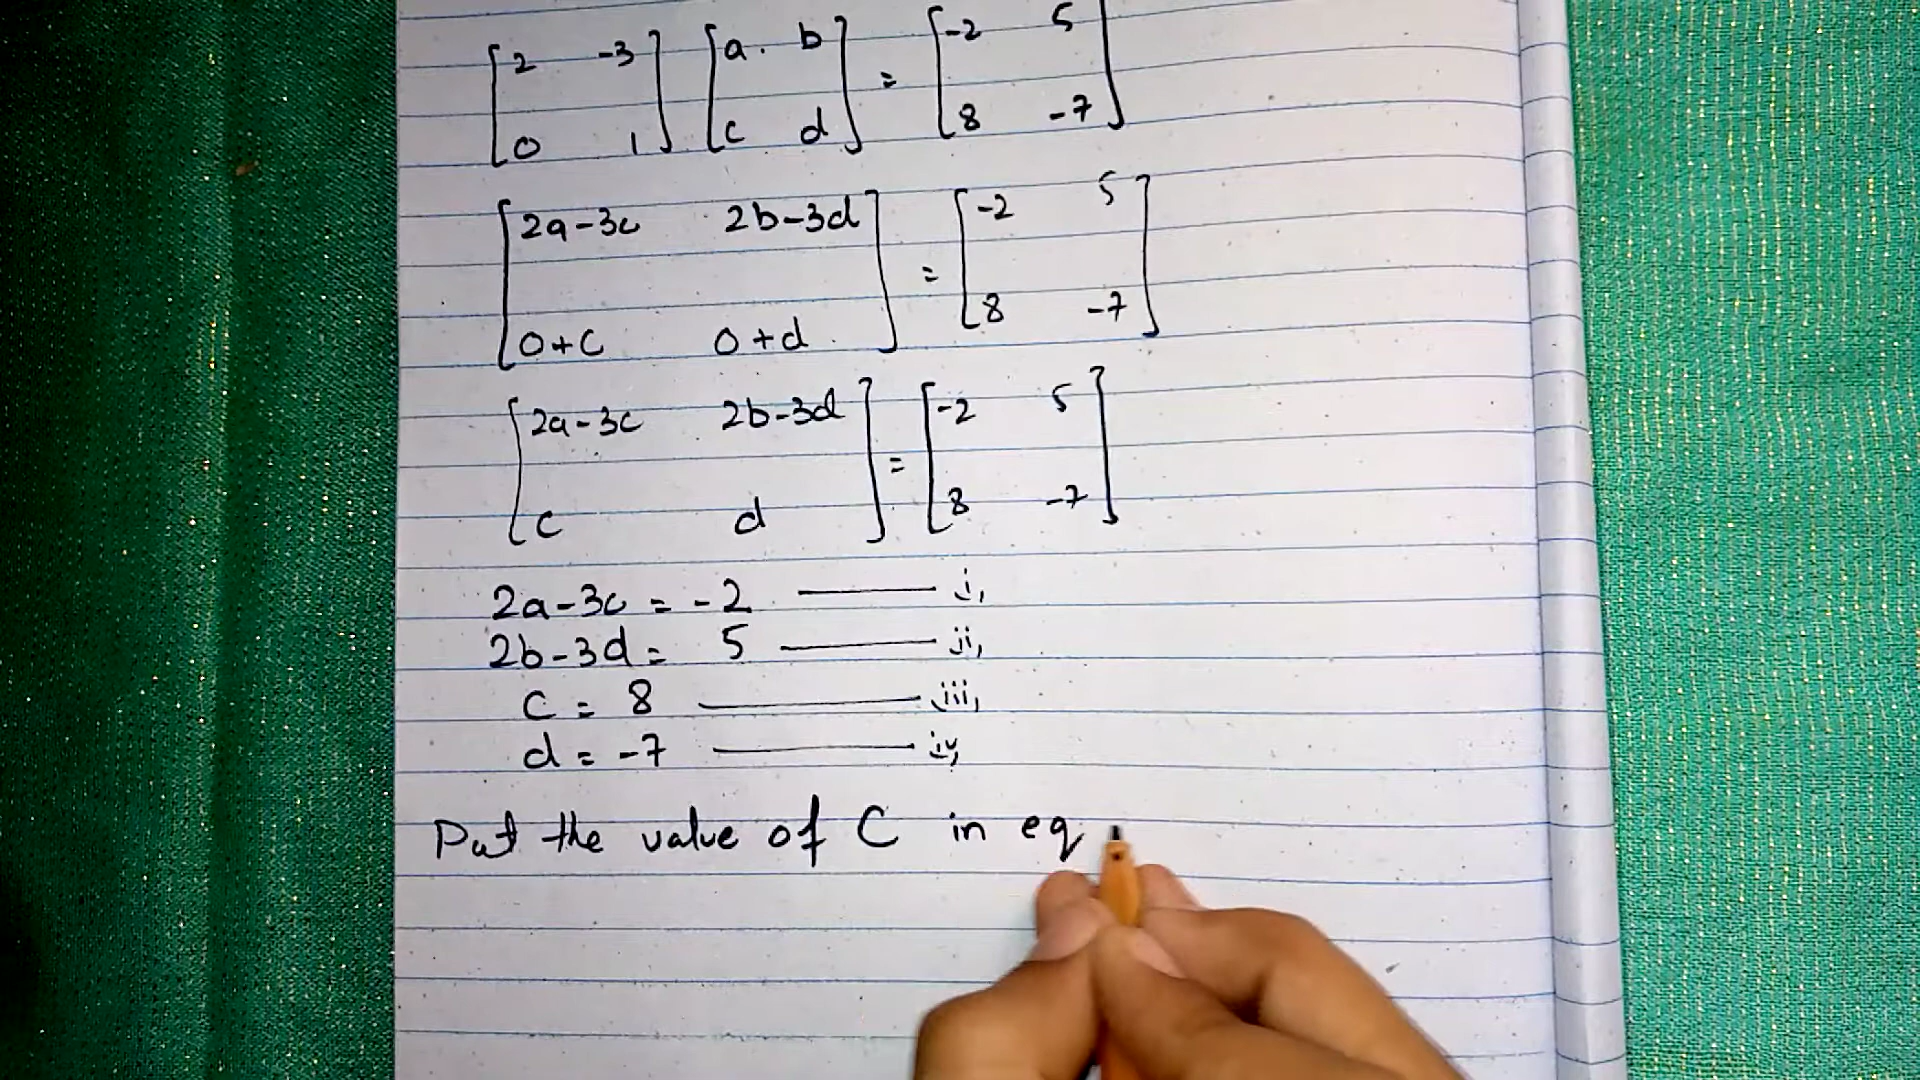 [2 -3] [a. b] = [-2 5]
[0 1] [c d] [8 -7]
[2a-3c 2b-3d] = [-2 5]
[0+c 0+d] [8 -7]
[2a-3c 2b-3d] = [-2 5]
[c d] [8 -7]
2a-3c = -2 —— i,
2b-3d = 5 —— ii,
c = 8 —— iii,
d = -7 —— iv,
Put the value of C in eq